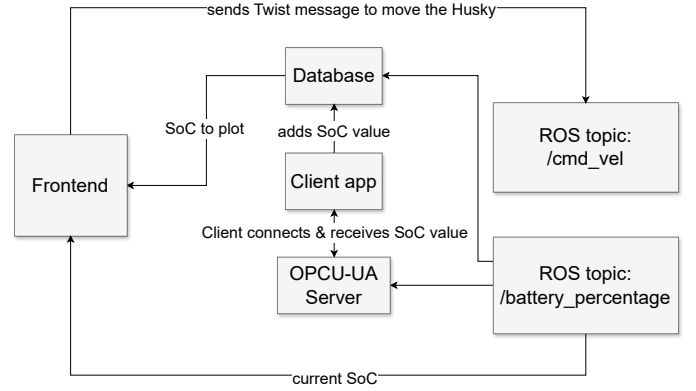 sends Twist message to move the Husky
Database
SoC to plot
adds SoC value
ROS topic:
/cmd_vel
Frontend
Client app
Client connects & receives SoC value
OPCU-UA
Server
ROS topic:
/battery_percentage
current SoC